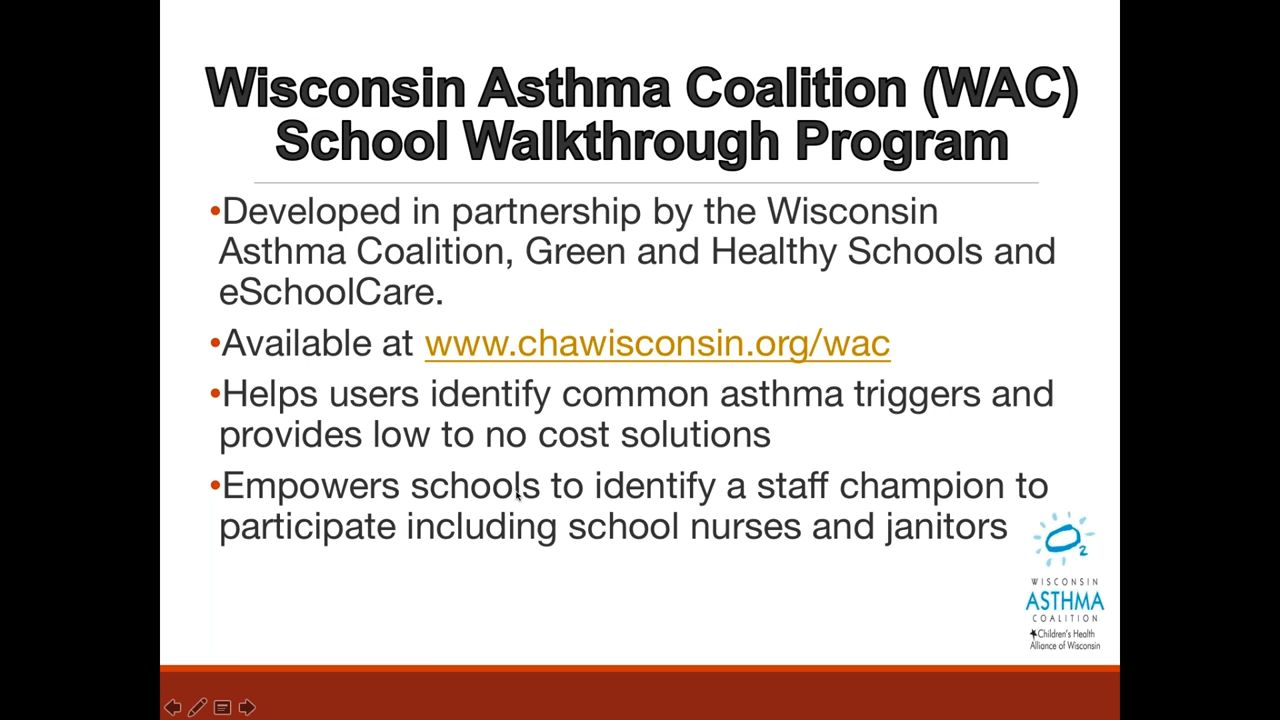 Wisconsin Asthma Coalition (WAC)
School Walkthrough Program
•Developed in partnership by the Wisconsin
Asthma Coalition, Green and Healthy Schools and
eSchoolCare.
•Available at www.chawisconsin.org/wac
•Helps users identify common asthma triggers and
provides low to no cost solutions
•Empowers schools to identify a staff champion to
participate including school nurses and janitors
O2
WISCONSIN
ASTHMA
COALITION
Children's Health
Alliance of Wisconsin